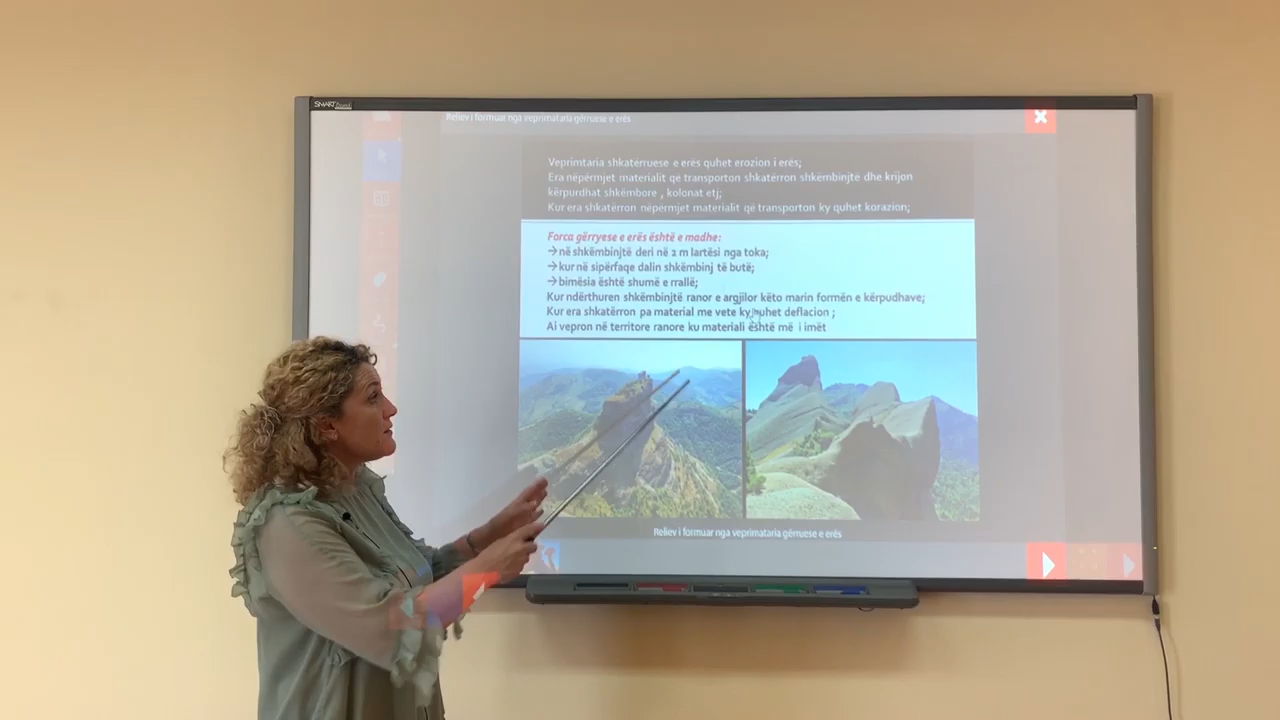 SMART Board
Reliev i formuar nga veprimataria gërruese e erës
Veprimtaria shkatërruese e erës quhet erozion i erës;
Era nëpërmjet materialit që transporton shkatërron shkëmbinjtë dhe krijon
kërpurdhat shkëmbore , kolonat etj;
Kur era shkatërron nëpërmjet materialit që transporton ky quhet korazion;
Forca gërryese e erës është e madhe:
→në shkëmbinjtë deri në 2 m lartësi nga toka;
→kur në sipërfaqe dalin shkëmbinj të butë;
→bimësia është shumë e rrallë;
Kur ndërthuren shkëmbinjtë ranor e argjilor këto marin formën e kërpudhave;
Kur era shkatërron pa material me vete ky quhet deflacion ;
Ai vepron në territore ranore ku materiali është më i imët
Reliev i formuar nga veprimataria gërruese e erës